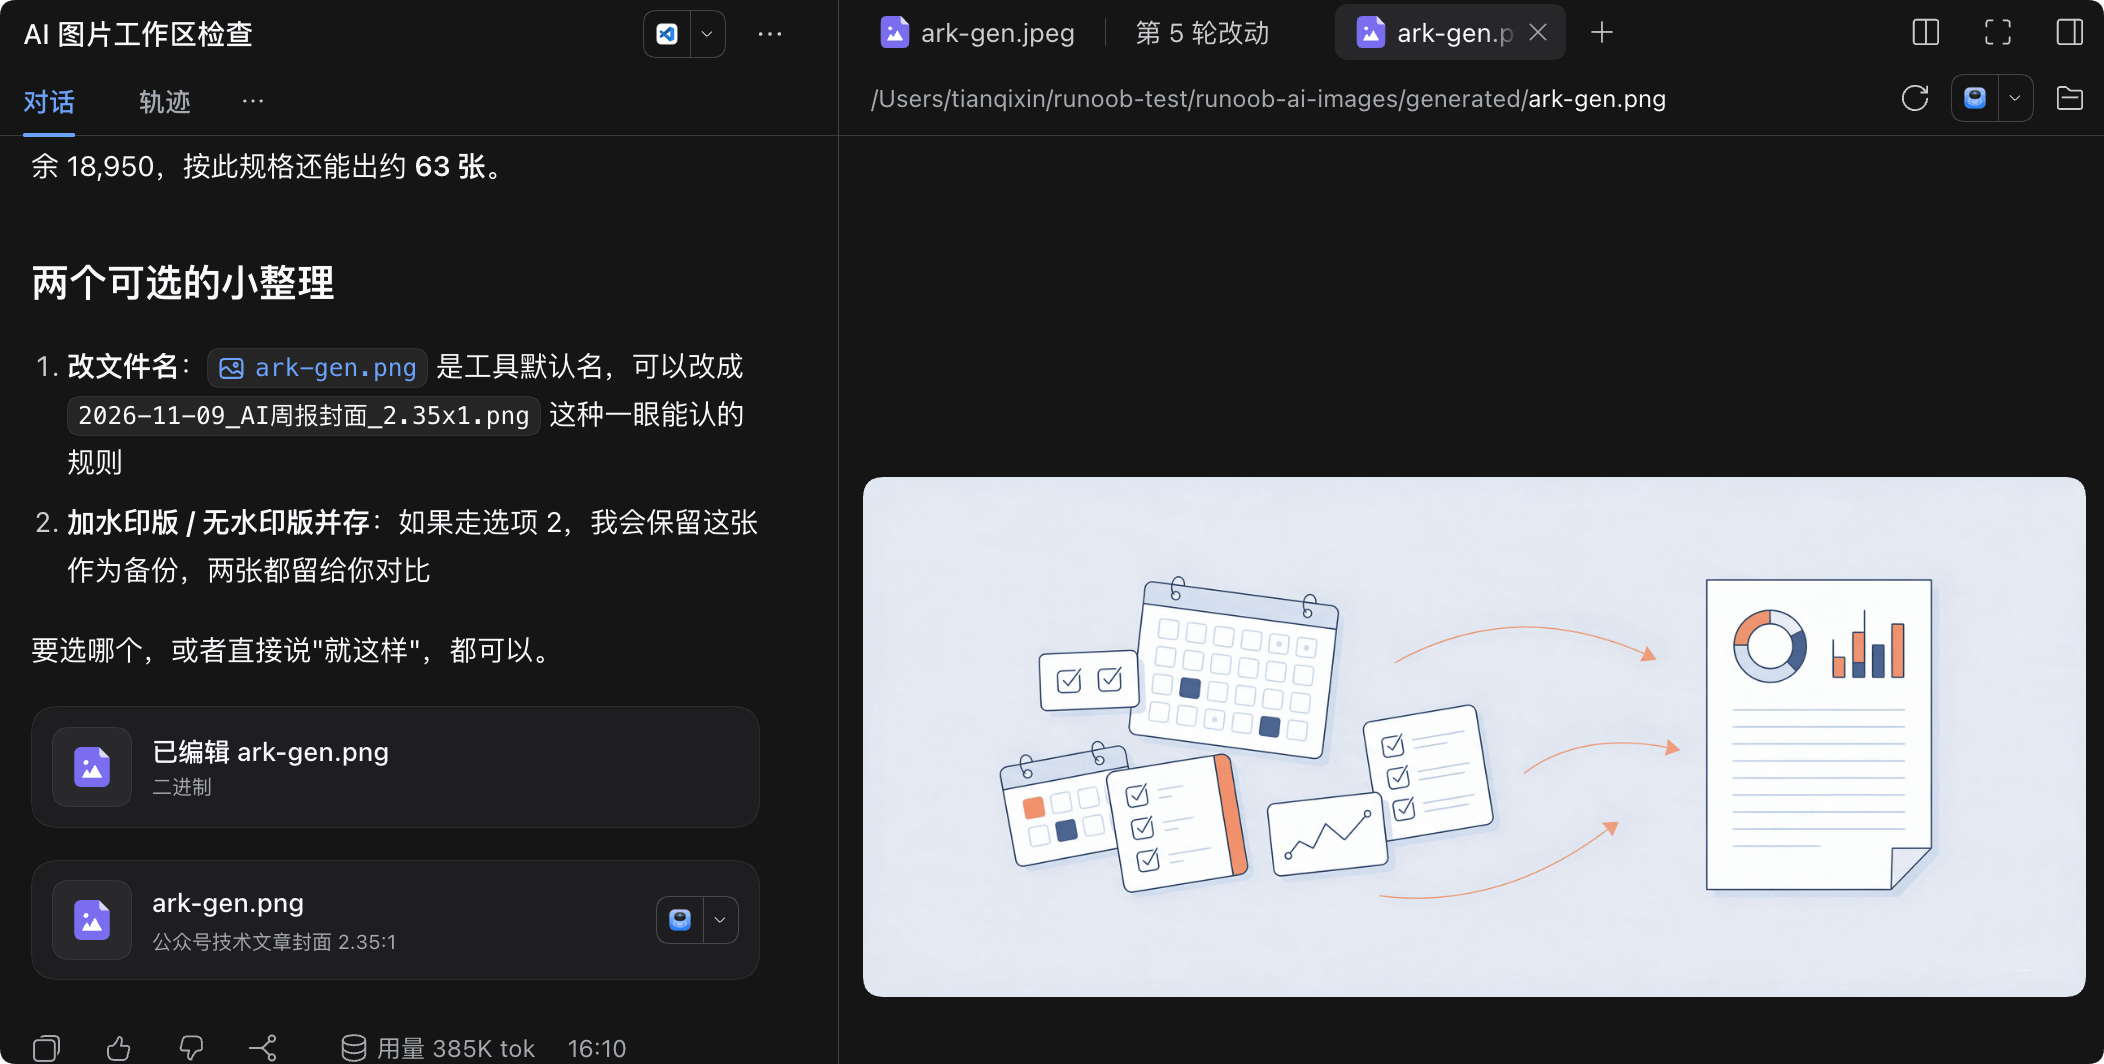 AI 图片工作区检查
对话
轨迹
余 18,950，按此规格还能出约 63 张。
两个可选的小整理
1. 改文件名： ark-gen.png 是工具默认名，可以改成
2026-11-09_AI周报封面_2.35x1.png 这种一眼能认的
规则
2. 加水印版 / 无水印版并存：如果走选项 2，我会保留这张
作为备份，两张都留给你对比
要选哪个，或者直接说"就这样"，都可以。
已编辑 ark-gen.png
二进制
ark-gen.png
公众号技术文章封面 2.35:1
用量 385K tok 16:10
ark-gen.jpeg
第 5 轮改动
ark-gen.p
/Users/tianqixin/runoob-test/runoob-ai-images/generated/ark-gen.png